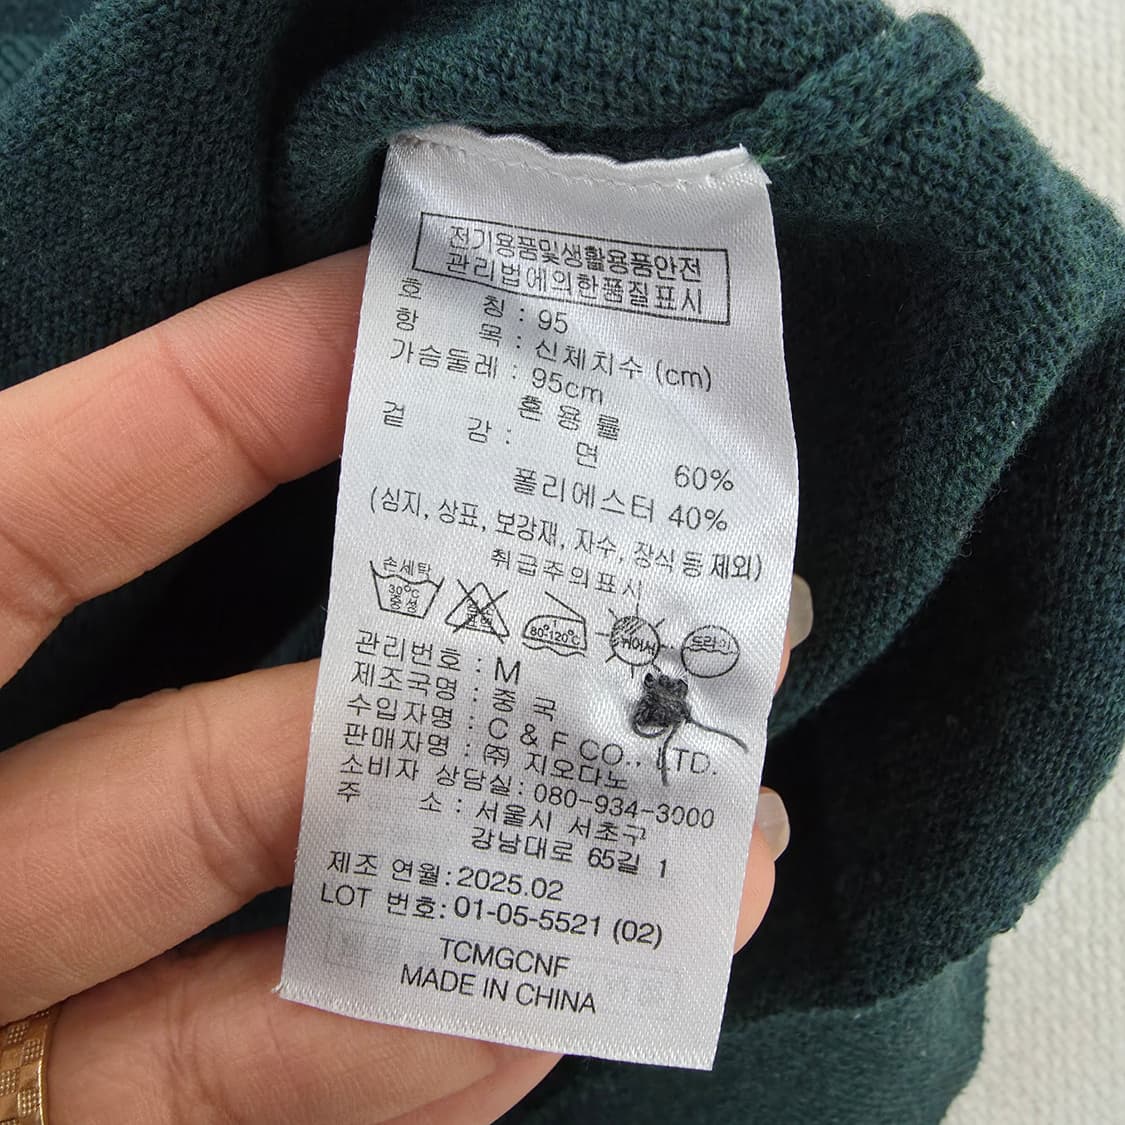 전기용품및생활용품안전
관리법에의한품질표시
호 칭 : 95
항 목 : 신체치수 (cm)
가슴둘레 : 95cm
혼용률
겉 감 : 면 60%
폴리에스터 40%
(심지, 상표, 보강재, 자수, 장식 등 제외)
취급주의표시
손세탁
30℃
중성
80~120℃
뉘어서
드라이
관리번호 : M
제조국명 : 중국
수입자명 : C & F CO., LTD.
판매자명 : ㈜ 지오다노
소비자 상담실: 080-934-3000
주 소 : 서울시 서초구
강남대로 65길 1
제조 연월: 2025.02
LOT 번호: 01-05-5521 (02)
TCMGCNF
MADE IN CHINA